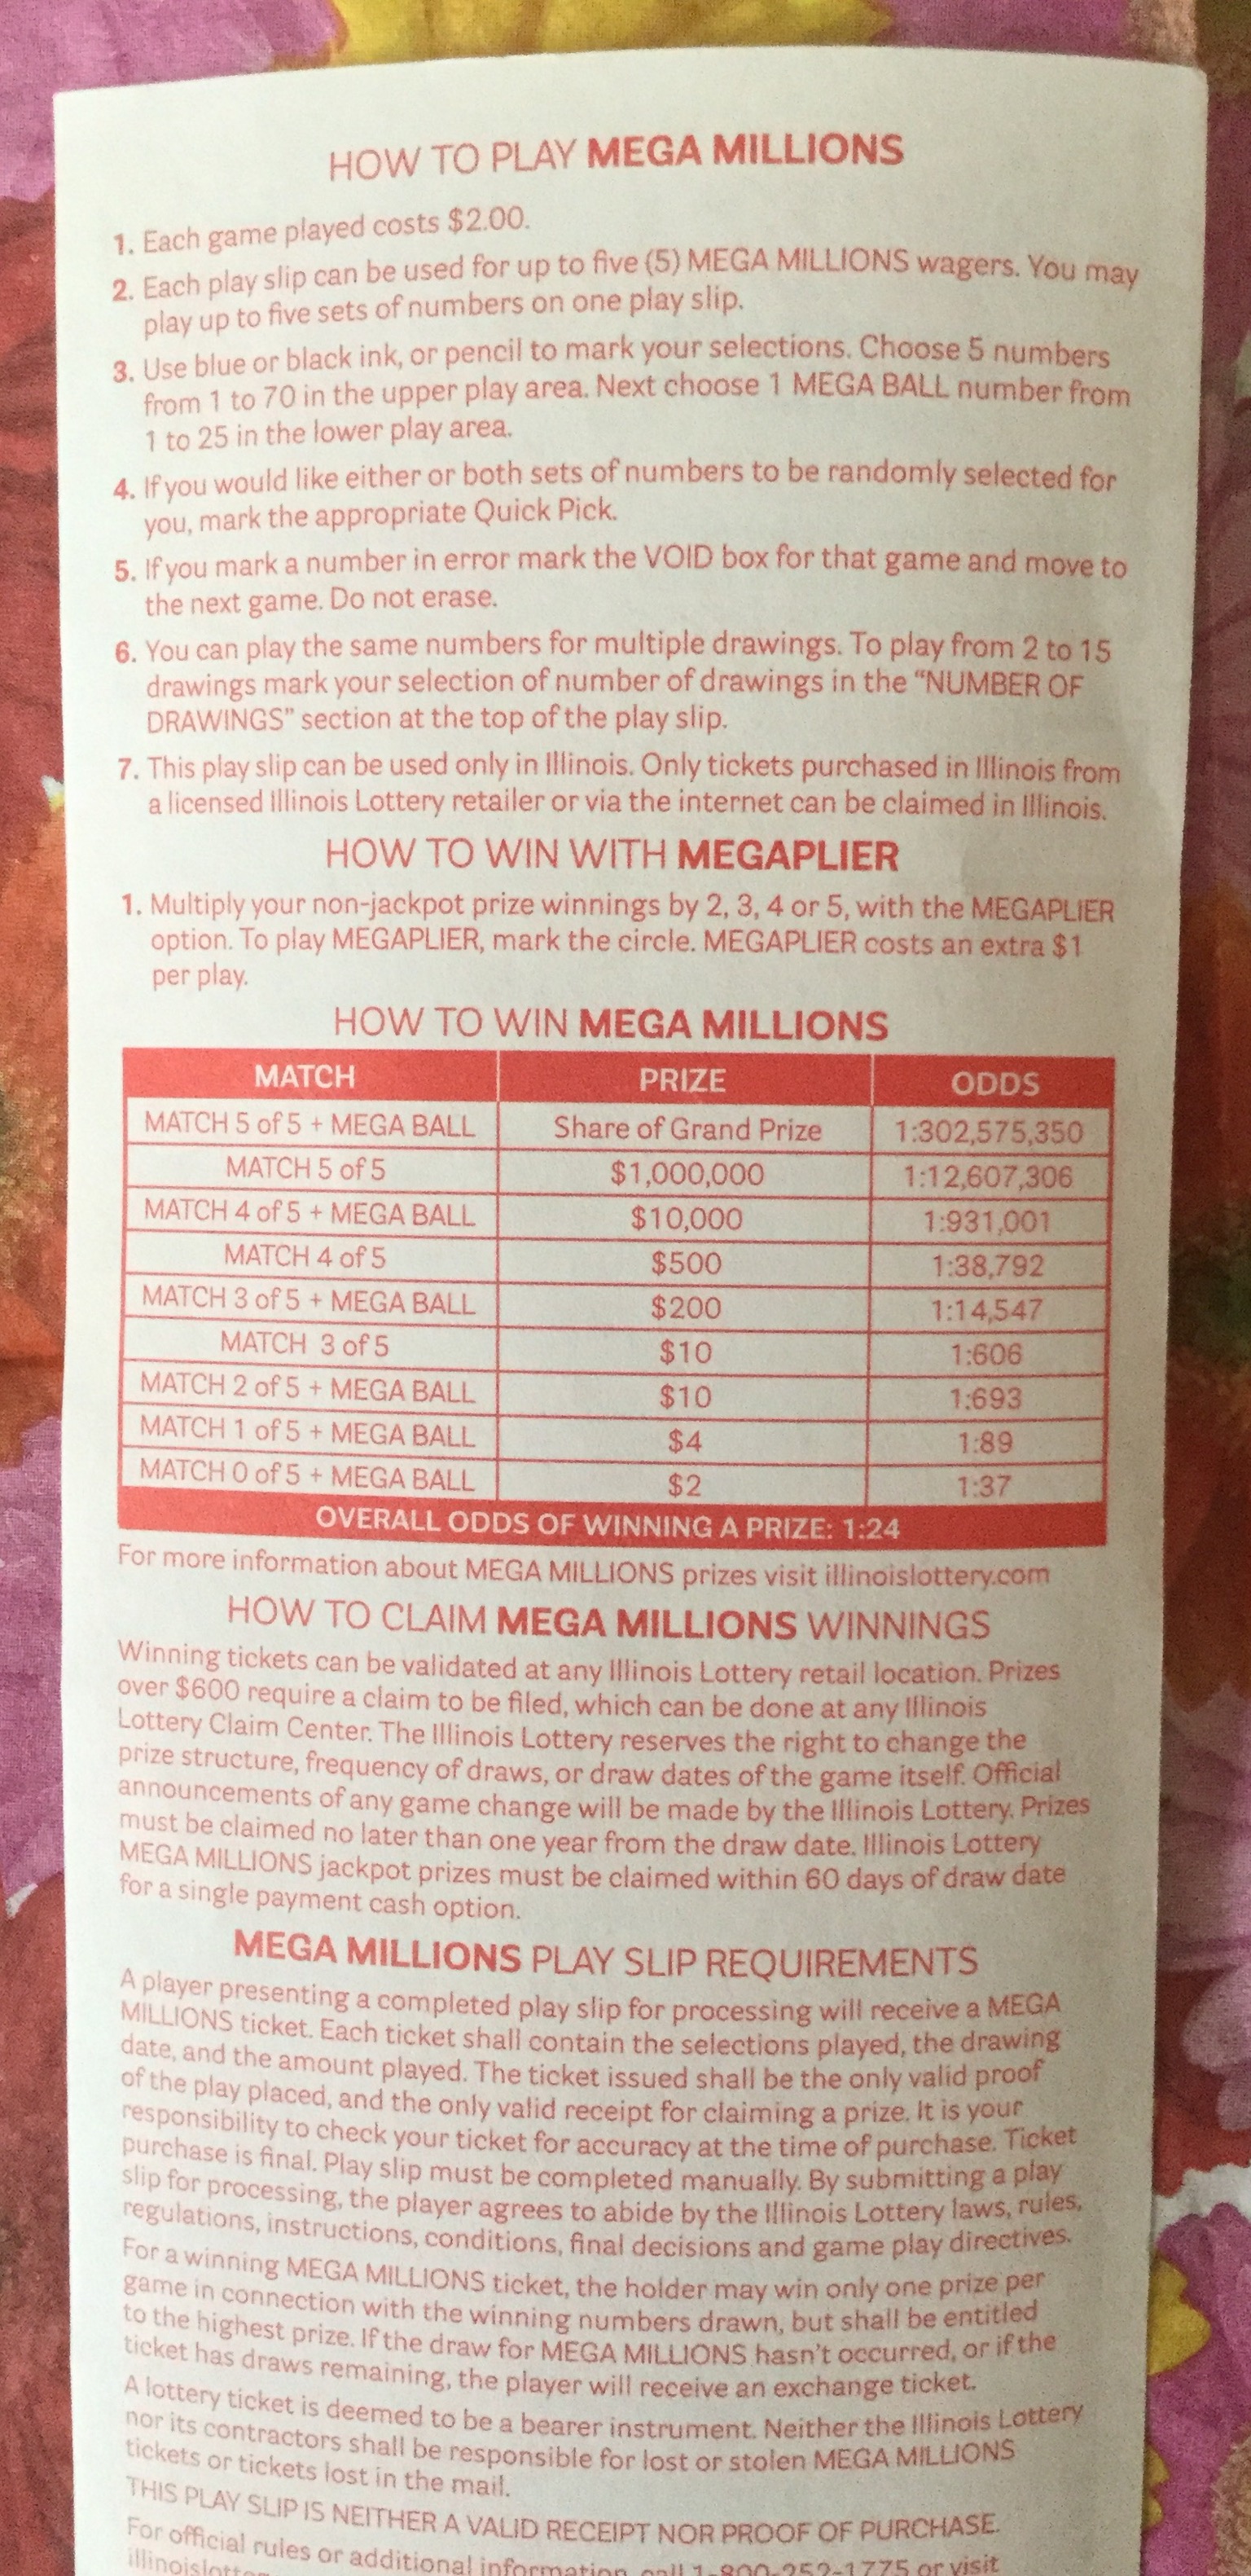 HOW TO PLAY MEGA MILLIONS
1. Each game played costs $2.00.
2. Each play slip can be used for up to five (5) MEGA MILLIONS wagers. You may
play up to five sets of numbers on one play slip.
3. Use blue or black ink, or pencil to mark your selections. Choose 5 numbers
from 1 to 70 in the upper play area. Next choose 1 MEGA BALL number from
1 to 25 in the lower play area.
4. If you would like either or both sets of numbers to be randomly selected for
you, mark the appropriate Quick Pick.
5. If you mark a number in error mark the VOID box for that game and move to
the next game. Do not erase.
6. You can play the same numbers for multiple drawings. To play from 2 to 15
drawings mark your selection of number of drawings in the “NUMBER OF
DRAWINGS” section at the top of the play slip.
7. This play slip can be used only in Illinois. Only tickets purchased in Illinois from
a licensed Illinois Lottery retailer or via the internet can be claimed in Illinois.
HOW TO WIN WITH MEGAPLIER
1. Multiply your non-jackpot prize winnings by 2, 3, 4 or 5, with the MEGAPLIER
option. To play MEGAPLIER, mark the circle. MEGAPLIER costs an extra $1
per play.
HOW TO WIN MEGA MILLIONS
MATCH PRIZE ODDS
MATCH 5 of 5 + MEGA BALL Share of Grand Prize 1:302,575,350
MATCH 5 of 5 $1,000,000 1:12,607,306
MATCH 4 of 5 + MEGA BALL $10,000 1:931,001
MATCH 4 of 5 $500 1:38,792
MATCH 3 of 5 + MEGA BALL $200 1:14,547
MATCH 3 of 5 $10 1:606
MATCH 2 of 5 + MEGA BALL $10 1:693
MATCH 1 of 5 + MEGA BALL $4 1:89
MATCH 0 of 5 + MEGA BALL $2 1:37
OVERALL ODDS OF WINNING A PRIZE: 1:24
For more information about MEGA MILLIONS prizes visit illinoislottery.com
HOW TO CLAIM MEGA MILLIONS WINNINGS
Winning tickets can be validated at any Illinois Lottery retail location. Prizes
over $600 require a claim to be filed, which can be done at any Illinois
Lottery Claim Center. The Illinois Lottery reserves the right to change the
prize structure, frequency of draws, or draw dates of the game itself. Official
announcements of any game change will be made by the Illinois Lottery. Prizes
must be claimed no later than one year from the draw date. Illinois Lottery
MEGA MILLIONS jackpot prizes must be claimed within 60 days of draw date
for a single payment cash option.
MEGA MILLIONS PLAY SLIP REQUIREMENTS
A player presenting a completed play slip for processing will receive a MEGA
MILLIONS ticket. Each ticket shall contain the selections played, the drawing
date, and the amount played. The ticket issued shall be the only valid proof
of the play placed, and the only valid receipt for claiming a prize. It is your
responsibility to check your ticket for accuracy at the time of purchase. Ticket
purchase is final. Play slip must be completed manually. By submitting a play
slip for processing, the player agrees to abide by the Illinois Lottery laws, rules,
regulations, instructions, conditions, final decisions and game play directives.
For a winning MEGA MILLIONS ticket, the holder may win only one prize per
game in connection with the winning numbers drawn, but shall be entitled
to the highest prize. If the draw for MEGA MILLIONS hasn't occurred, or if the
ticket has draws remaining, the player will receive an exchange ticket.
A lottery ticket is deemed to be a bearer instrument. Neither the Illinois Lottery
nor its contractors shall be responsible for lost or stolen MEGA MILLIONS
tickets or tickets lost in the mail.
THIS PLAY SLIP IS NEITHER A VALID RECEIPT NOR PROOF OF PURCHASE.
For official rules or additional information, call 1-800-252-1775 or visit